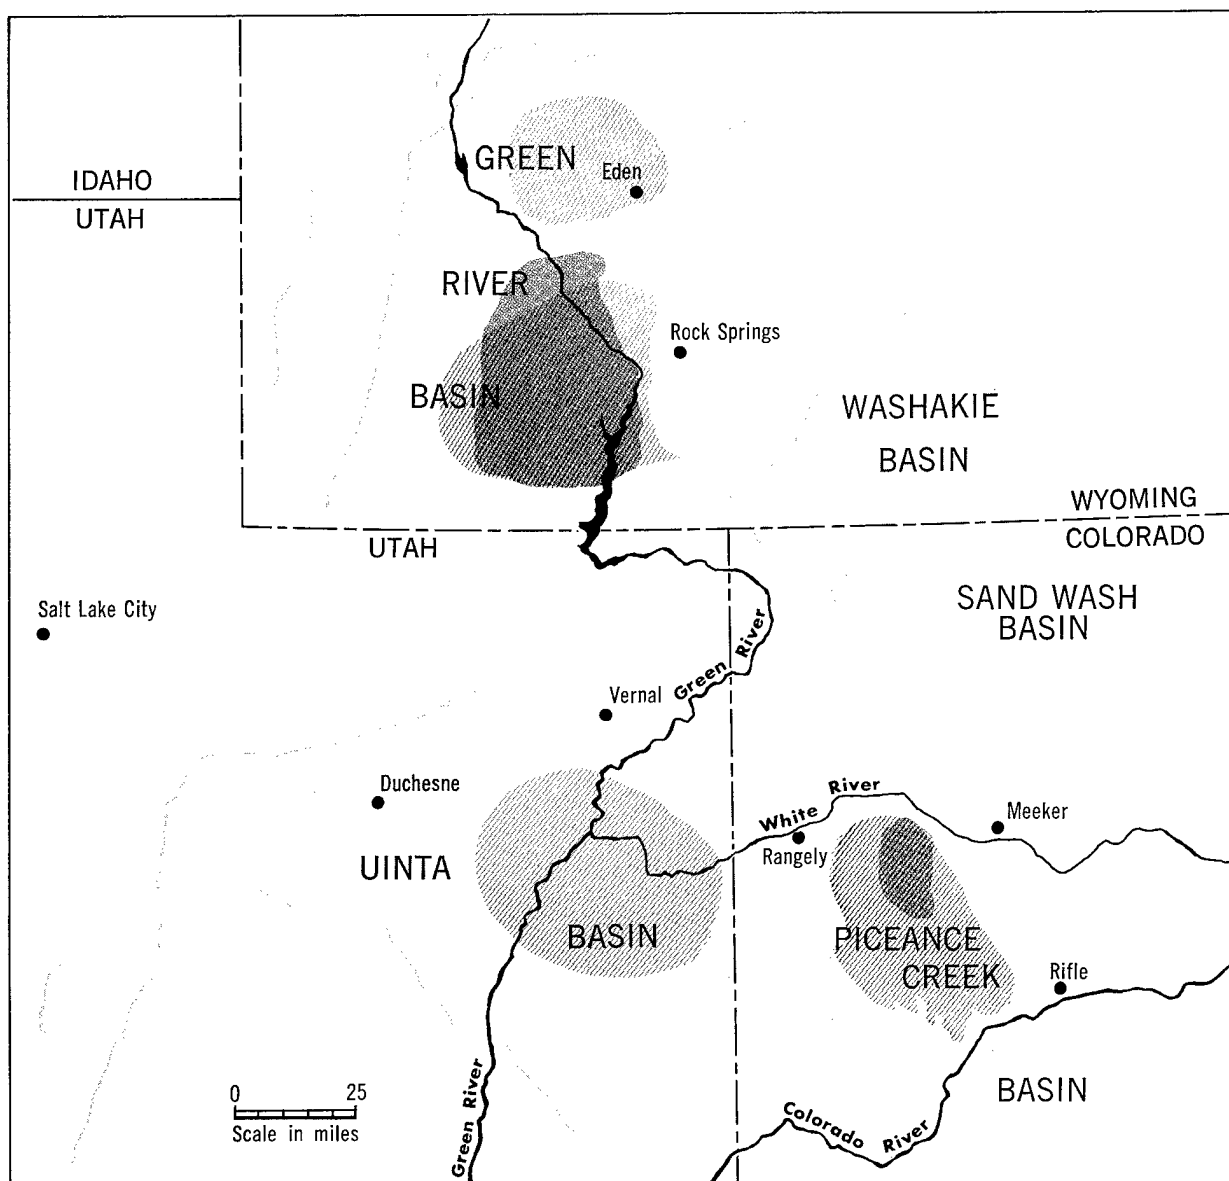 GREEN
Eden
IDAHO
UTAH
RIVER
Rock Springs
BASIN
WASHAKIE
BASIN
WYOMING
COLORADO
UTAH
SAND WASH
BASIN
Salt Lake City
Green River
Vernal
Duchesne
White River
Meeker
Rangely
UINTA
BASIN
PICEANCE
CREEK
Rifle
BASIN
Green River
Colorado River
0 25
Scale in miles